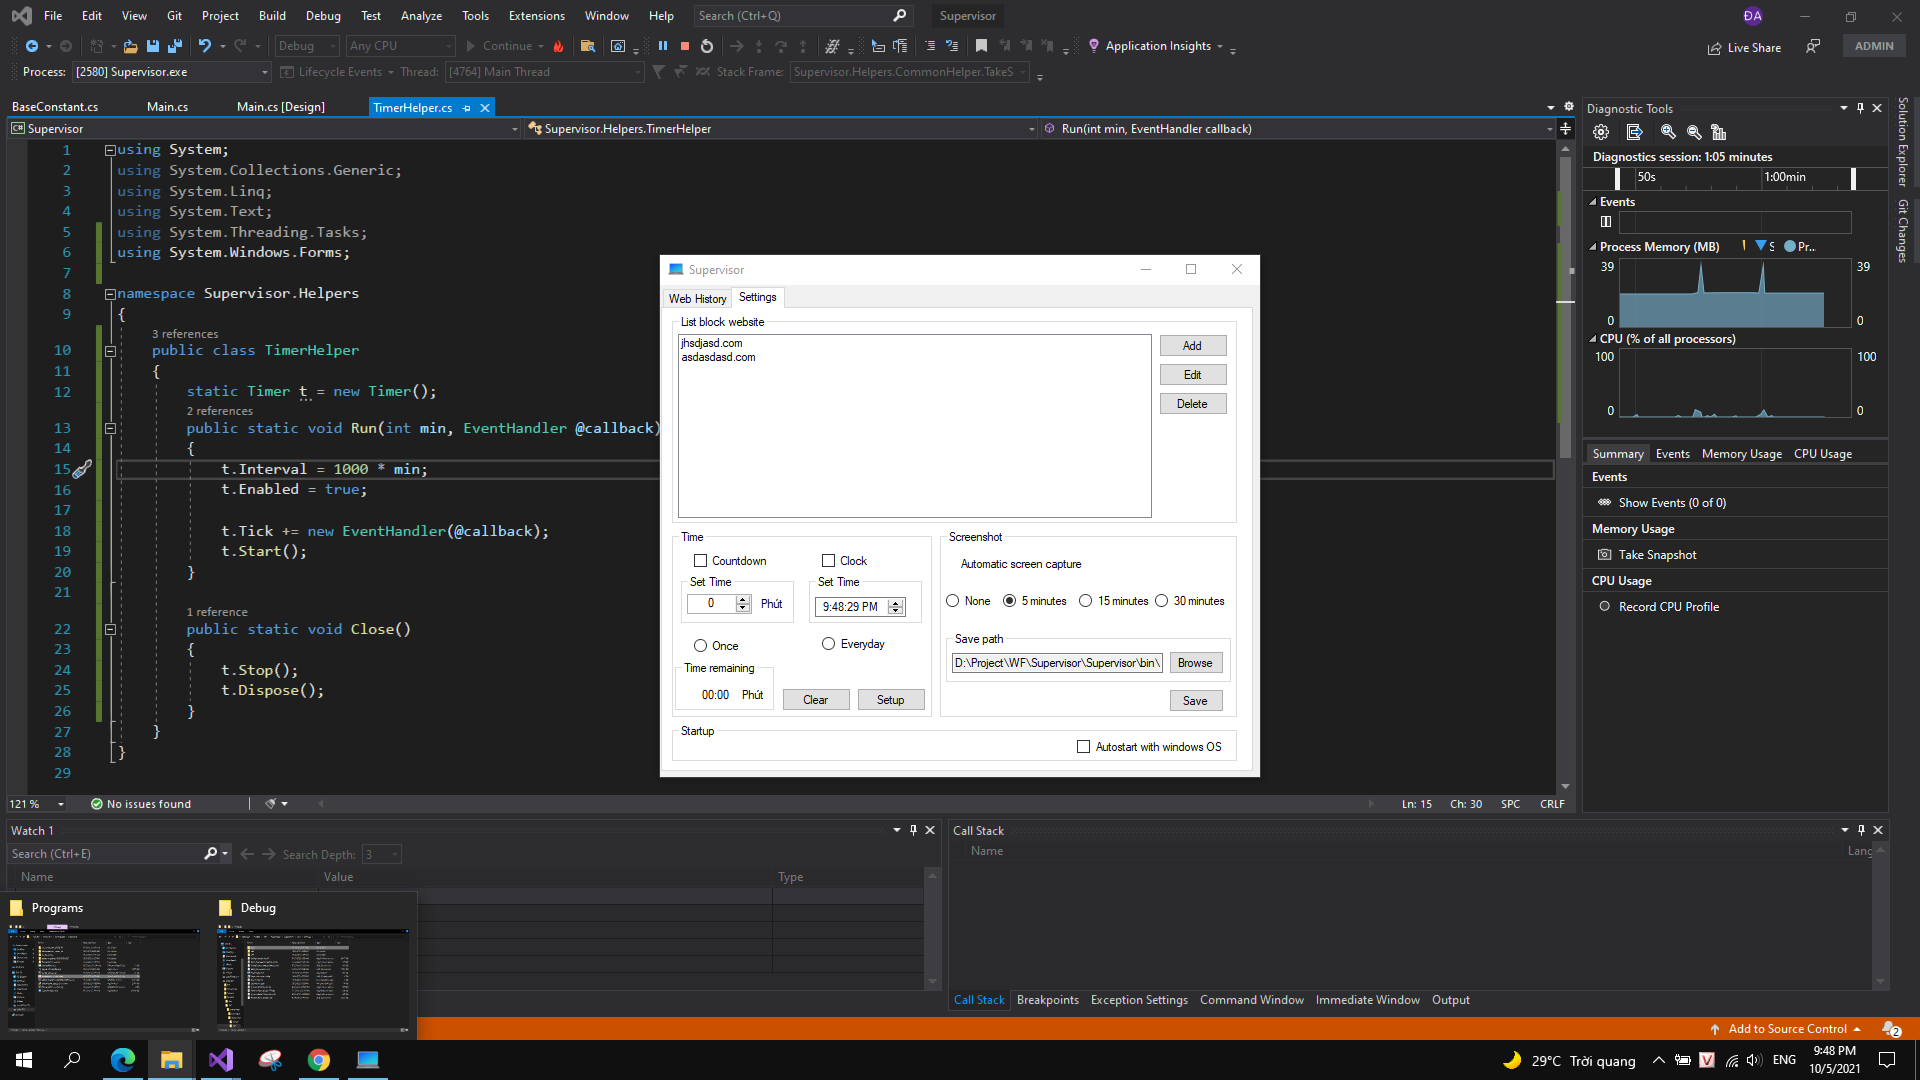 File Edit View Git Project Build Debug Test Analyze Tools Extensions Window Help Search (Ctrl+Q) Supervisor ĐA
Debug Any CPU Continue Application Insights Live Share ADMIN
Process: [2580] Supervisor.exe Lifecycle Events Thread: [4764] Main Thread Stack Frame: Supervisor.Helpers.CommonHelper.TakeS
BaseConstant.cs Main.cs Main.cs [Design] TimerHelper.cs
C# Supervisor Supervisor.Helpers.TimerHelper Run(int min, EventHandler callback)
1 using System;
2 using System.Collections.Generic;
3 using System.Linq;
4 using System.Text;
5 using System.Threading.Tasks;
6 using System.Windows.Forms;
7
8 namespace Supervisor.Helpers
9 {
3 references
10 public class TimerHelper
11 {
12 static Timer t = new Timer();
2 references
13 public static void Run(int min, EventHandler @callback)
14 {
15 t.Interval = 1000 * min;
16 t.Enabled = true;
17
18 t.Tick += new EventHandler(@callback);
19 t.Start();
20 }
21
1 reference
22 public static void Close()
23 {
24 t.Stop();
25 t.Dispose();
26 }
27 }
28 }
29
121 % No issues found Ln: 15 Ch: 30 SPC CRLF
Supervisor
Web History Settings
List block website
jhsdjasd.com
asdasdasd.com
Add
Edit
Delete
Time
Countdown Clock
Set Time Set Time
0 Phút 9:48:29 PM
Once Everyday
Time remaining
00:00 Phút Clear Setup
Screenshot
Automatic screen capture
None 5 minutes 15 minutes 30 minutes
Save path
D:\Project\WF\Supervisor\Supervisor\bin\ Browse
Save
Startup
Autostart with windows OS
Diagnostic Tools
Diagnostics session: 1:05 minutes
50s 1:00min
Events
Process Memory (MB) S Pr...
39 39
0 0
CPU (% of all processors)
100 100
0 0
Summary Events Memory Usage CPU Usage
Events
Show Events (0 of 0)
Memory Usage
Take Snapshot
CPU Usage
Record CPU Profile
Solution Explorer
Git Changes
Watch 1
Search (Ctrl+E) Search Depth: 3
Name Value Type
Call Stack
Name Lang
Programs Debug
Call Stack Breakpoints Exception Settings Command Window Immediate Window Output
Add to Source Control 2
29°C Trời quang V ENG 9:48 PM
10/5/2021